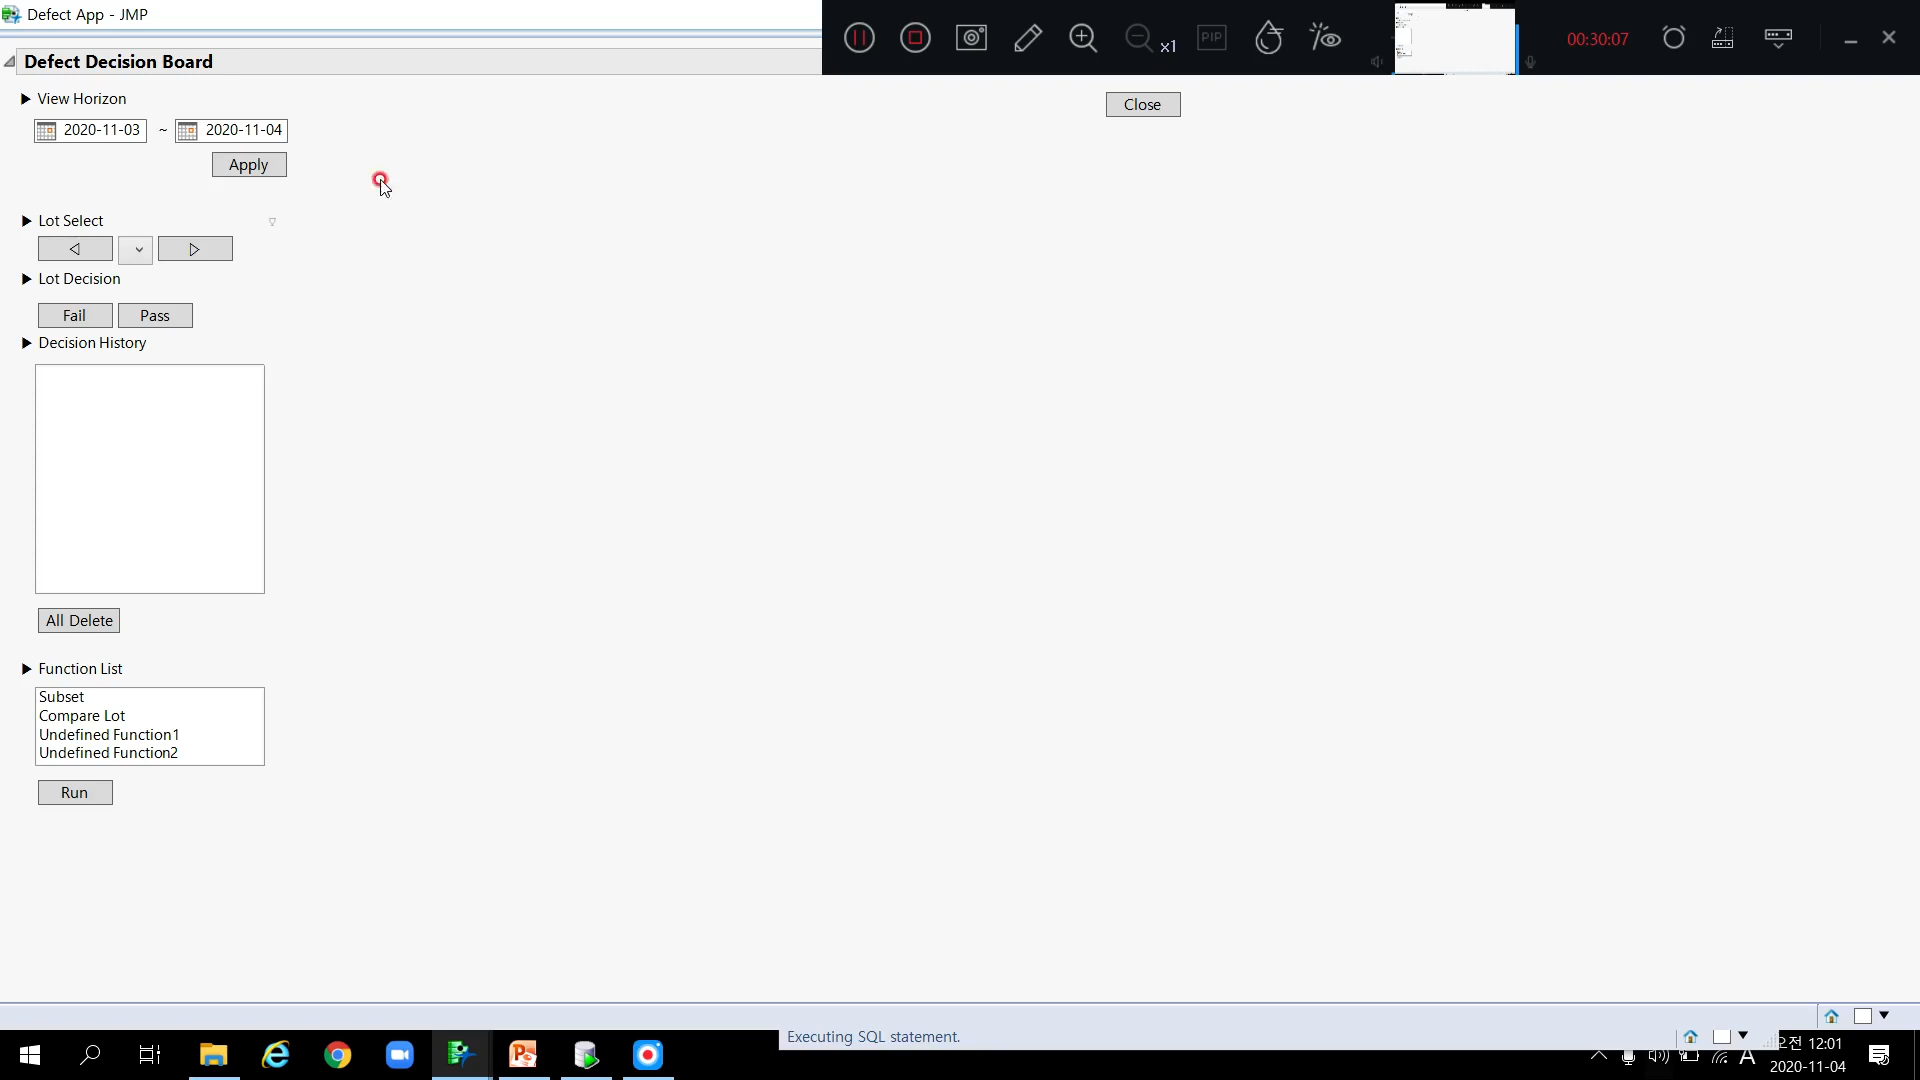 Defect App - JMP
Defect Decision Board
x1
PIP
00:30:07
View Horizon
Close
2020-11-03 ~ 2020-11-04
Apply
Lot Select
Lot Decision
Fail Pass
Decision History
All Delete
Function List
Subset
Compare Lot
Undefined Function1
Undefined Function2
Run
Executing SQL statement.
A
오전 12:01
2020-11-04